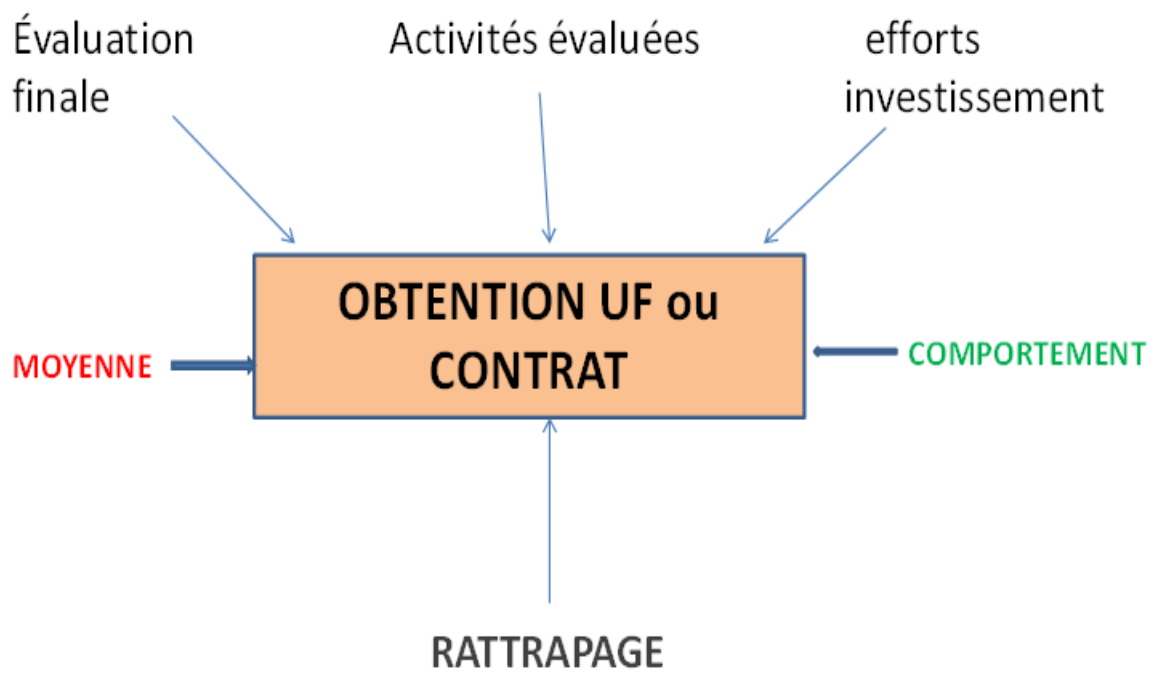 Évaluation
finale
Activités évaluées
efforts
investissement
OBTENTION UF ou
CONTRAT
MOYENNE
COMPORTEMENT
RATTRAPAGE